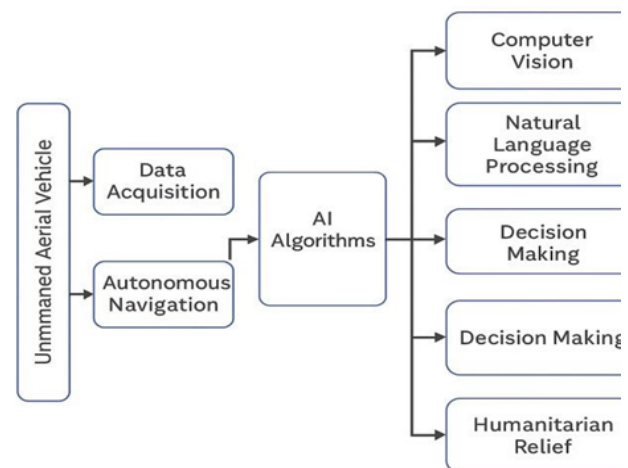 Unmmaned Aerial Vehicle
Data
Acquisition
Autonomous
Navigation
AI
Algorithms
Computer
Vision
Natural
Language
Processing
Decision
Making
Decision Making
Humanitarian
Relief